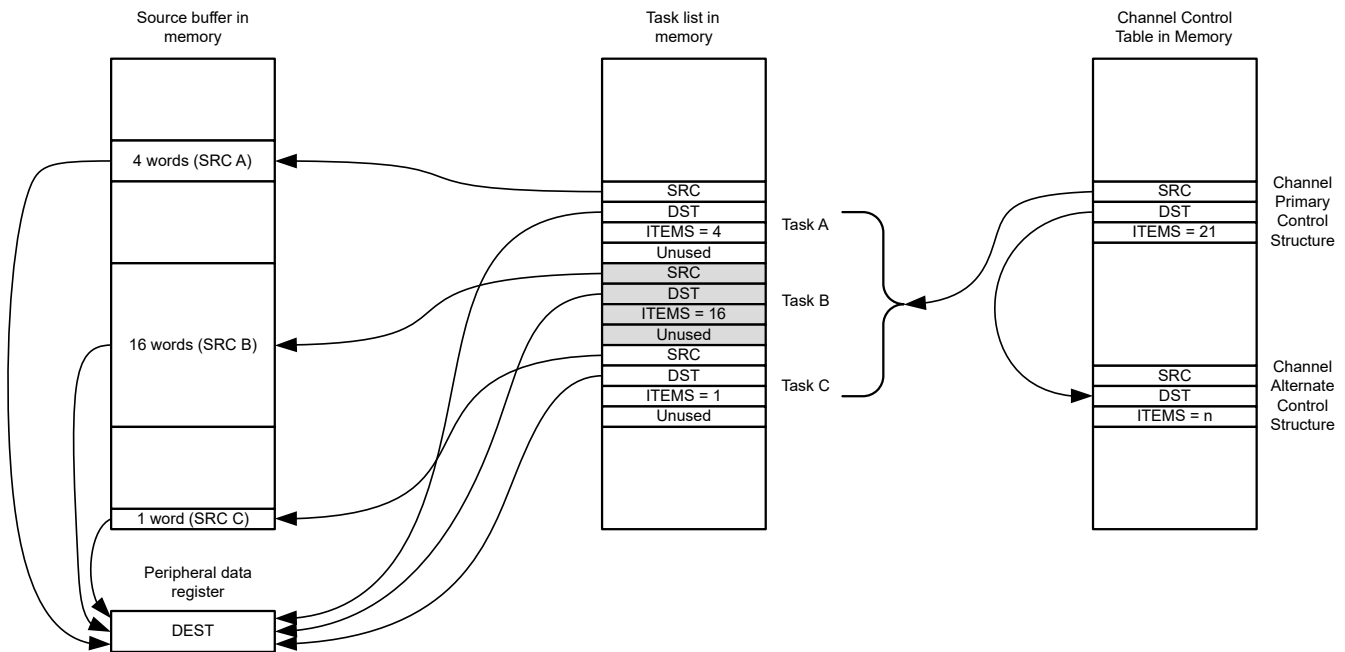 Source buffer in
memory
4 words (SRC A)
16 words (SRC B)
1 word (SRC C)
Peripheral data
register
DEST
Task list in
memory
SRC
DST
ITEMS = 4
Unused
SRC
DST
ITEMS = 16
Unused
SRC
DST
ITEMS = 1
Unused
Task A
Task B
Task C
Channel Control
Table in Memory
SRC
DST
ITEMS = 21
Channel
Primary
Control
Structure
SRC
DST
ITEMS = n
Channel
Alternate
Control
Structure